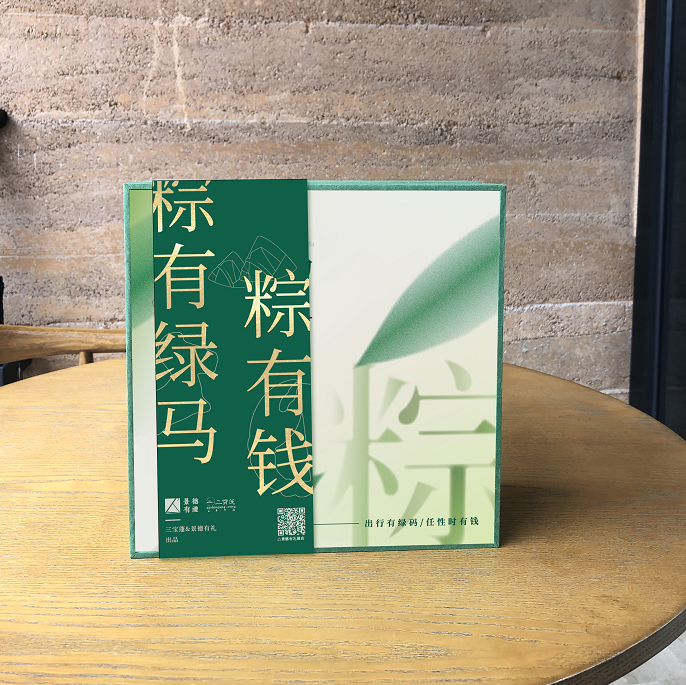 粽有绿马
粽有钱
粽
景德
有禮
三宝蓬&景德有礼
出品
出行有绿码/任性时有钱